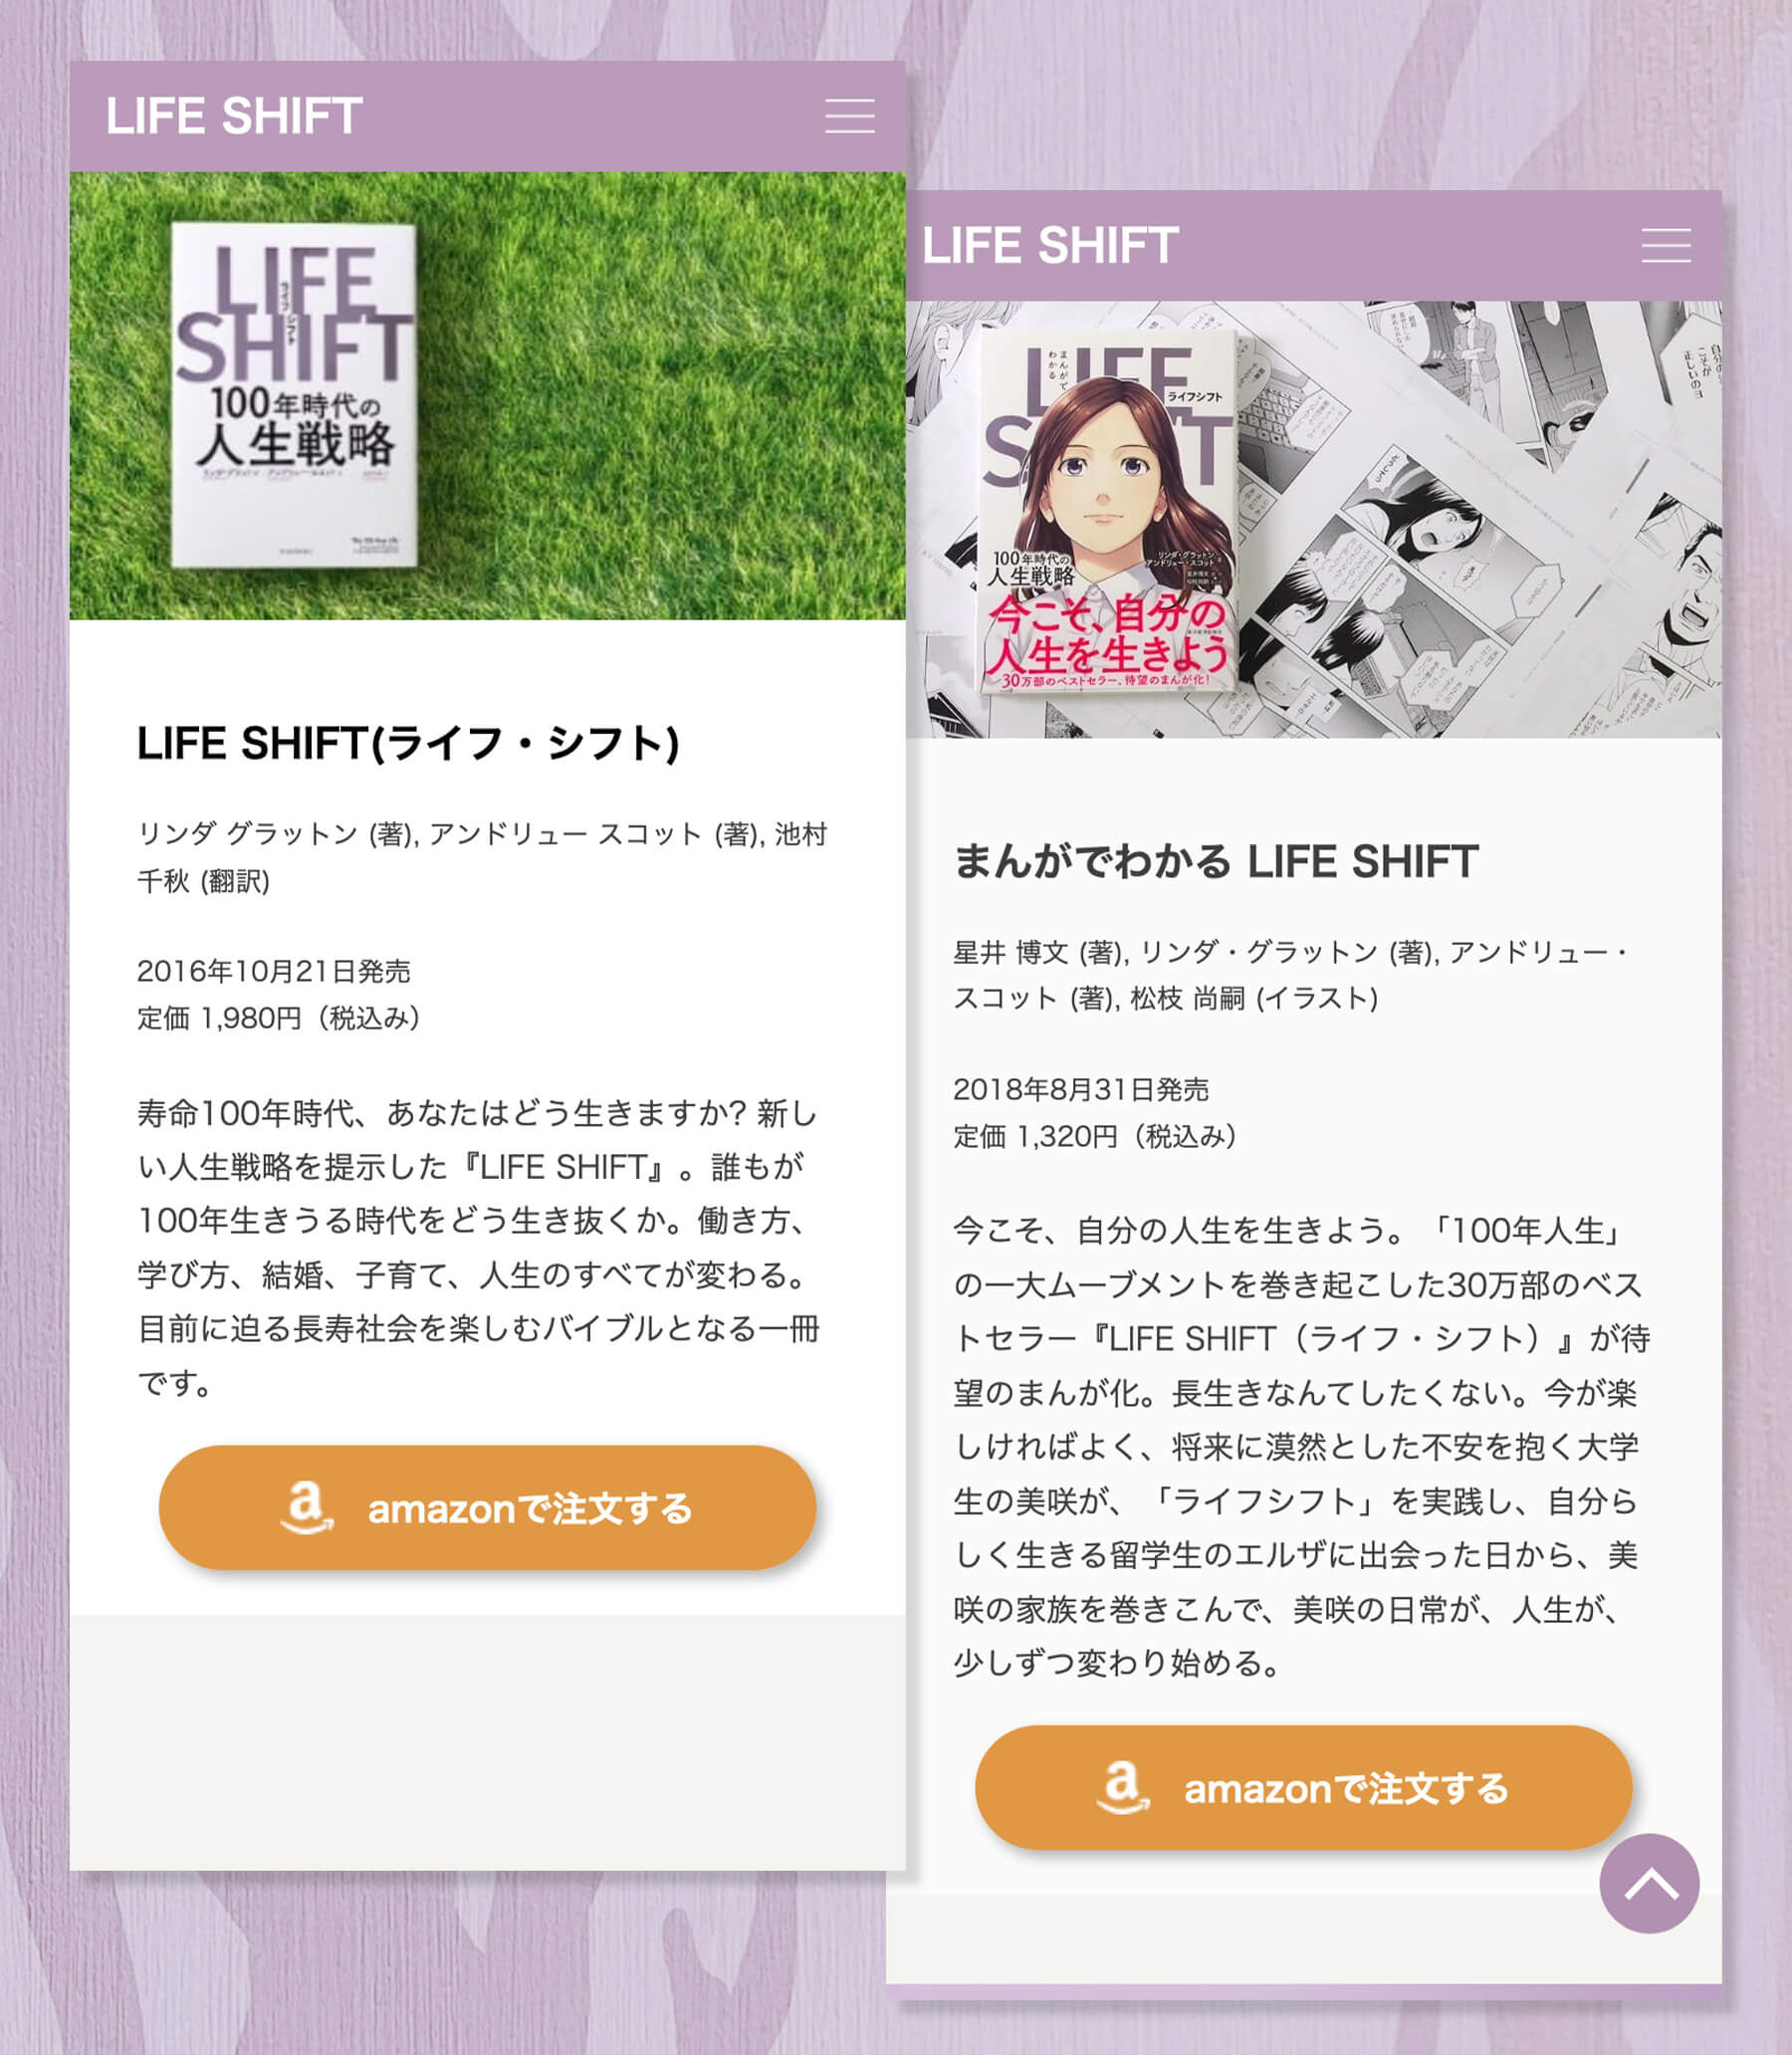 LIFE SHIFT
LIFE
ライフ
シフト
SHIFT
100年時代の
人生戦略
LIFE SHIFT(ライフ・シフト)
リンダ グラットン (著), アンドリュー スコット (著), 池村
千秋 (翻訳)
2016年10月21日発売
定価 1,980円（税込み）
寿命100年時代、あなたはどう生きますか? 新し
い人生戦略を提示した『LIFE SHIFT』。誰もが
100年生きうる時代をどう生き抜くか。働き方、
学び方、結婚、子育て、人生のすべてが変わる。
目前に迫る長寿社会を楽しむバイブルとなる一冊
です。
amazonで注文する
LIFE SHIFT
まんがで
わかる
ライフシフト
100年時代の
人生戦略
リンダ・グラットン
アンドリュー・スコット
今こそ、自分の
人生を生きよう
30万部のベストセラー、待望のまんが化!
まんがでわかる LIFE SHIFT
星井 博文 (著), リンダ・グラットン (著), アンドリュー・
スコット (著), 松枝 尚嗣 (イラスト)
2018年8月31日発売
定価 1,320円（税込み）
今こそ、自分の人生を生きよう。「100年人生」
の一大ムーブメントを巻き起こした30万部のベス
トセラー『LIFE SHIFT（ライフ・シフト）』が待
望のまんが化。長生きなんてしたくない。今が楽
しければよく、将来に漠然とした不安を抱く大学
生の美咲が、「ライフシフト」を実践し、自分ら
しく生きる留学生のエルザに出会った日から、美
咲の家族を巻きこんで、美咲の日常が、人生が、
少しずつ変わり始める。
amazonで注文する